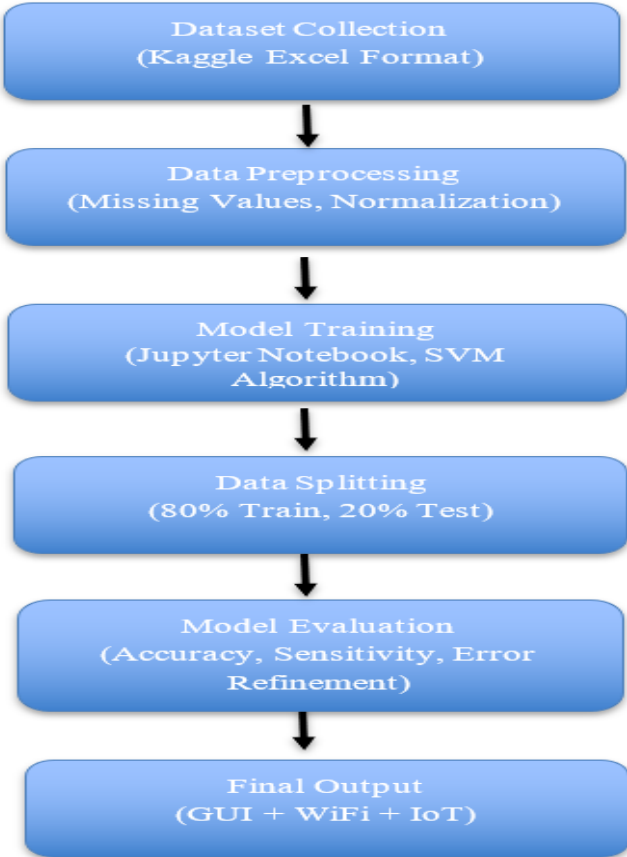 Dataset Collection
(Kaggle Excel Format)
Data Preprocessing
(Missing Values, Normalization)
Model Training
(Jupyter Notebook, SVM
Algorithm)
Data Splitting
(80% Train, 20% Test)
Model Evaluation
(Accuracy, Sensitivity, Error
Refinement)
Final Output
(GUI + WiFi + IoT)